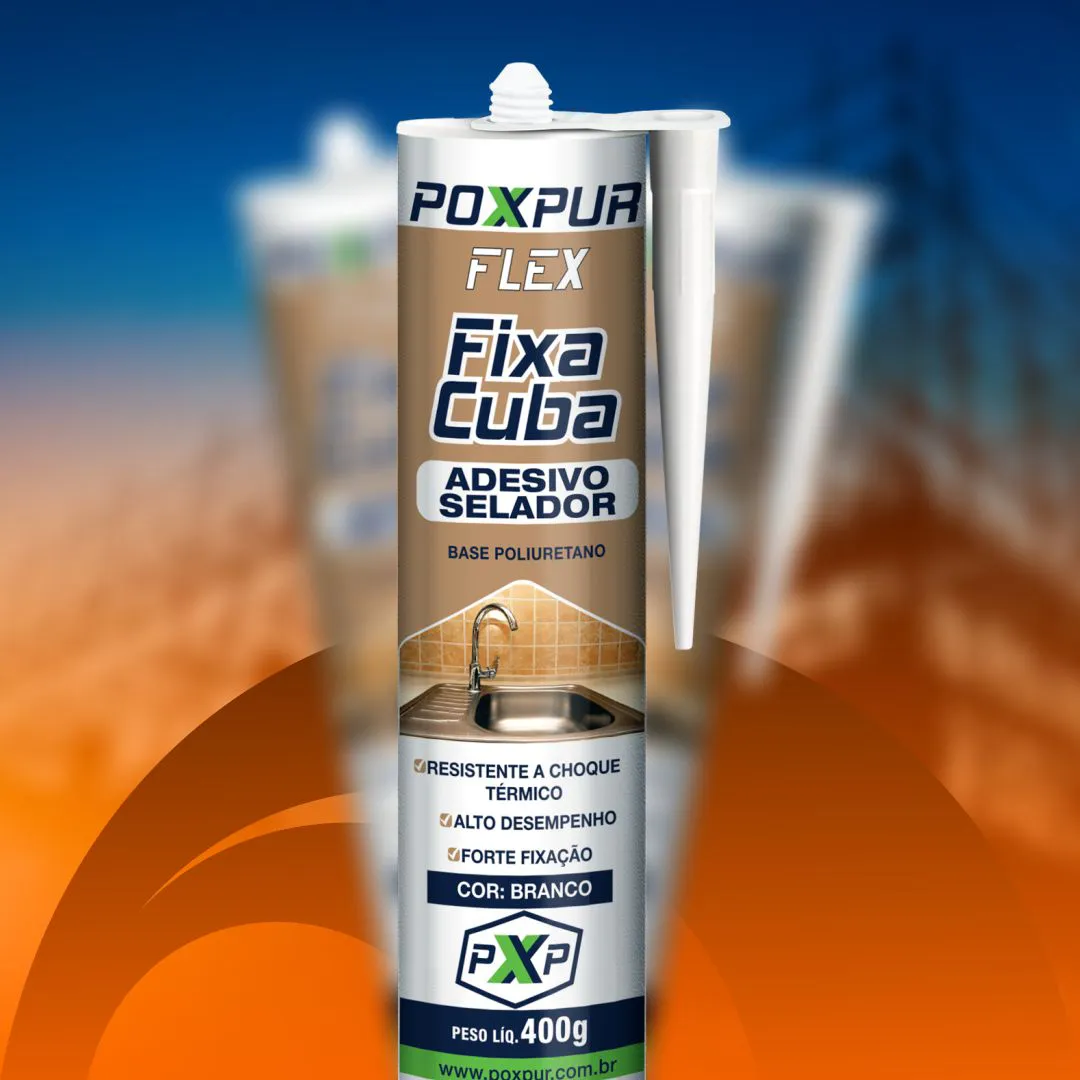 POXPUR
FLEX
Fixa
Cuba
ADESIVO
SELADOR
BASE POLIURETANO
RESISTENTE A CHOQUE
TÉRMICO
ALTO DESEMPENHO
FORTE FIXAÇÃO
COR: BRANCO
PXP
PESO LÍQ. 400g
www.poxpur.com.br